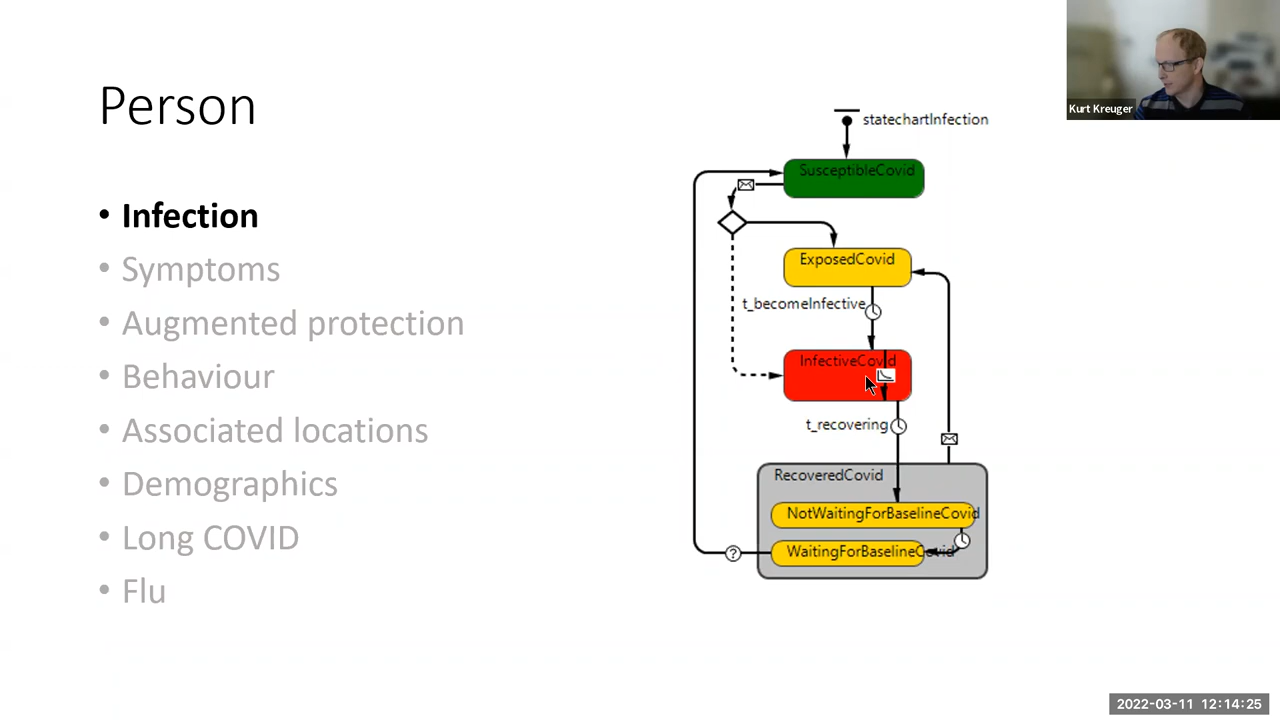 Person
• Infection
• Symptoms
• Augmented protection
• Behaviour
• Associated locations
• Demographics
• Long COVID
• Flu
statechartInfection
SusceptibleCovid
ExposedCovid
t_becomeInfective
InfectiveCovid
t_recovering
RecoveredCovid
NotWaitingForBaselineCovid
WaitingForBaselineCovid
?
Kurt Kreuger
2022-03-11 12:14:25